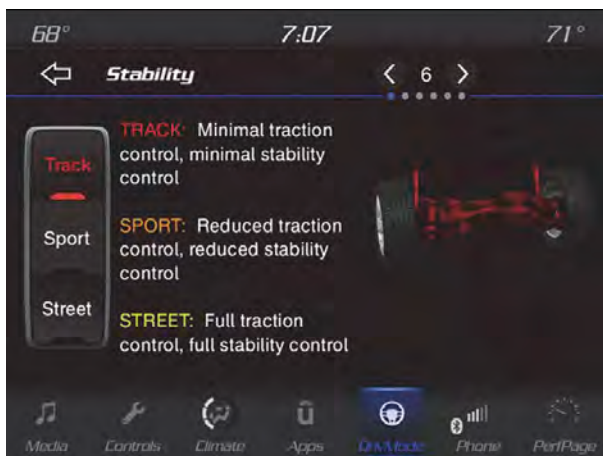 68° 7:07 71°
Stability < 6 >
Track
Sport
Street
TRACK: Minimal traction
control, minimal stability
control
SPORT: Reduced traction
control, reduced stability
control
STREET: Full traction
control, full stability control
Media Controls Climate Apps DrvMode Phone PerfPage